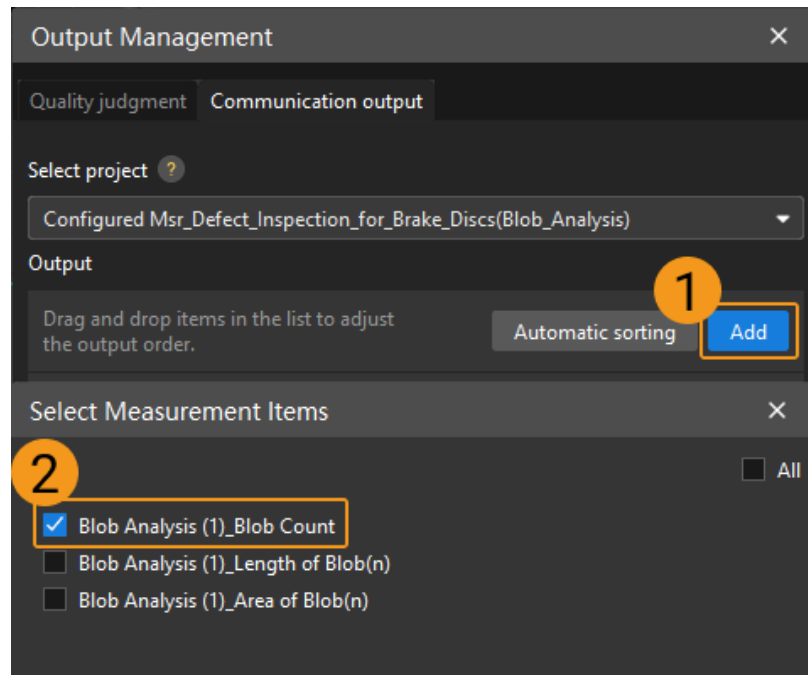 Output Management
Quality judgment Communication output
Select project ?
Configured Msr_Defect_Inspection_for_Brake_Discs(Blob_Analysis)
Output
1
Drag and drop items in the list to adjust
the output order.
Automatic sorting Add
Select Measurement Items
2
All
Blob Analysis (1)_Blob Count
Blob Analysis (1)_Length of Blob(n)
Blob Analysis (1)_Area of Blob(n)